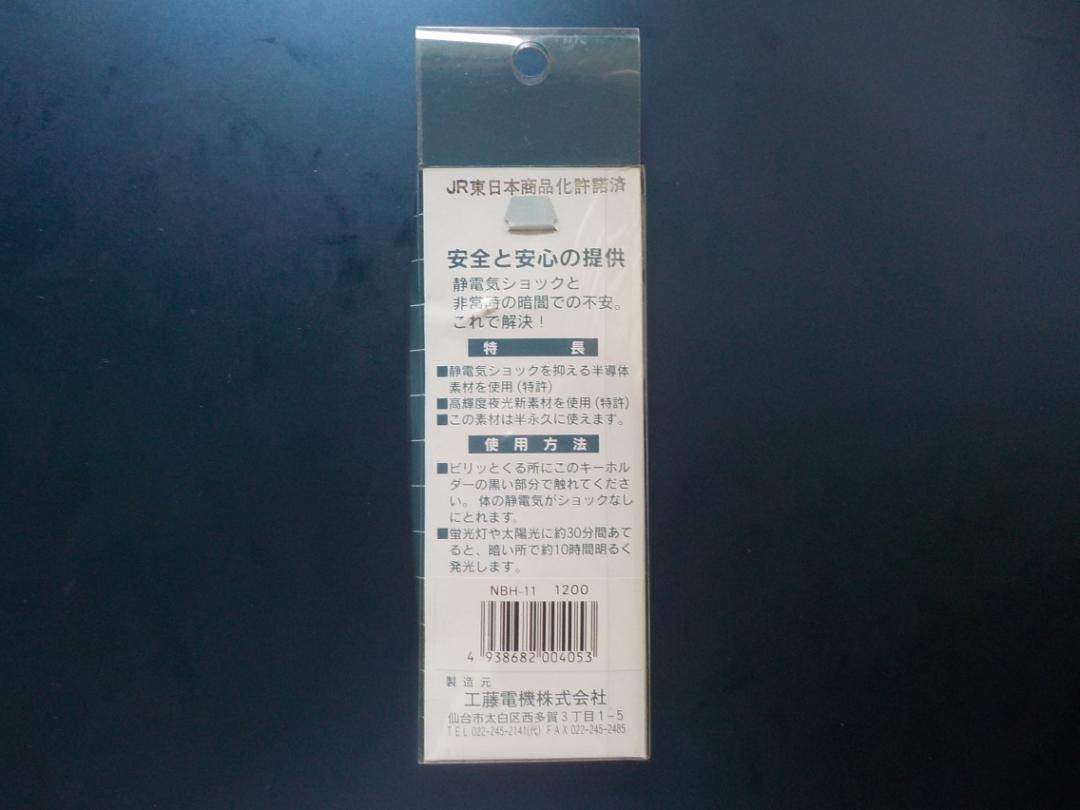 JR東日本商品化許諾済
安全と安心の提供
静電気ショックと
非常時の暗闇での不安。
これで解決！
特長
■静電気ショックを抑える半導体
素材を使用(特許)
■高輝度夜光新素材を使用(特許)
■この素材は半永久に使えます。
使用方法
■ビリッとくる所にこのキーホル
ダーの黒い部分で触れてくださ
い。体の静電気がショックなし
にとれます。
■蛍光灯や太陽光に約30分間あて
ると、暗い所で約10時間明るく
発光します。
NBH-11 1200
4 938682 004053
製造元
工藤電機株式会社
仙台市太白区西多賀3丁目1-5
TEL 022-245-2141(代) FAX 022-245-2485